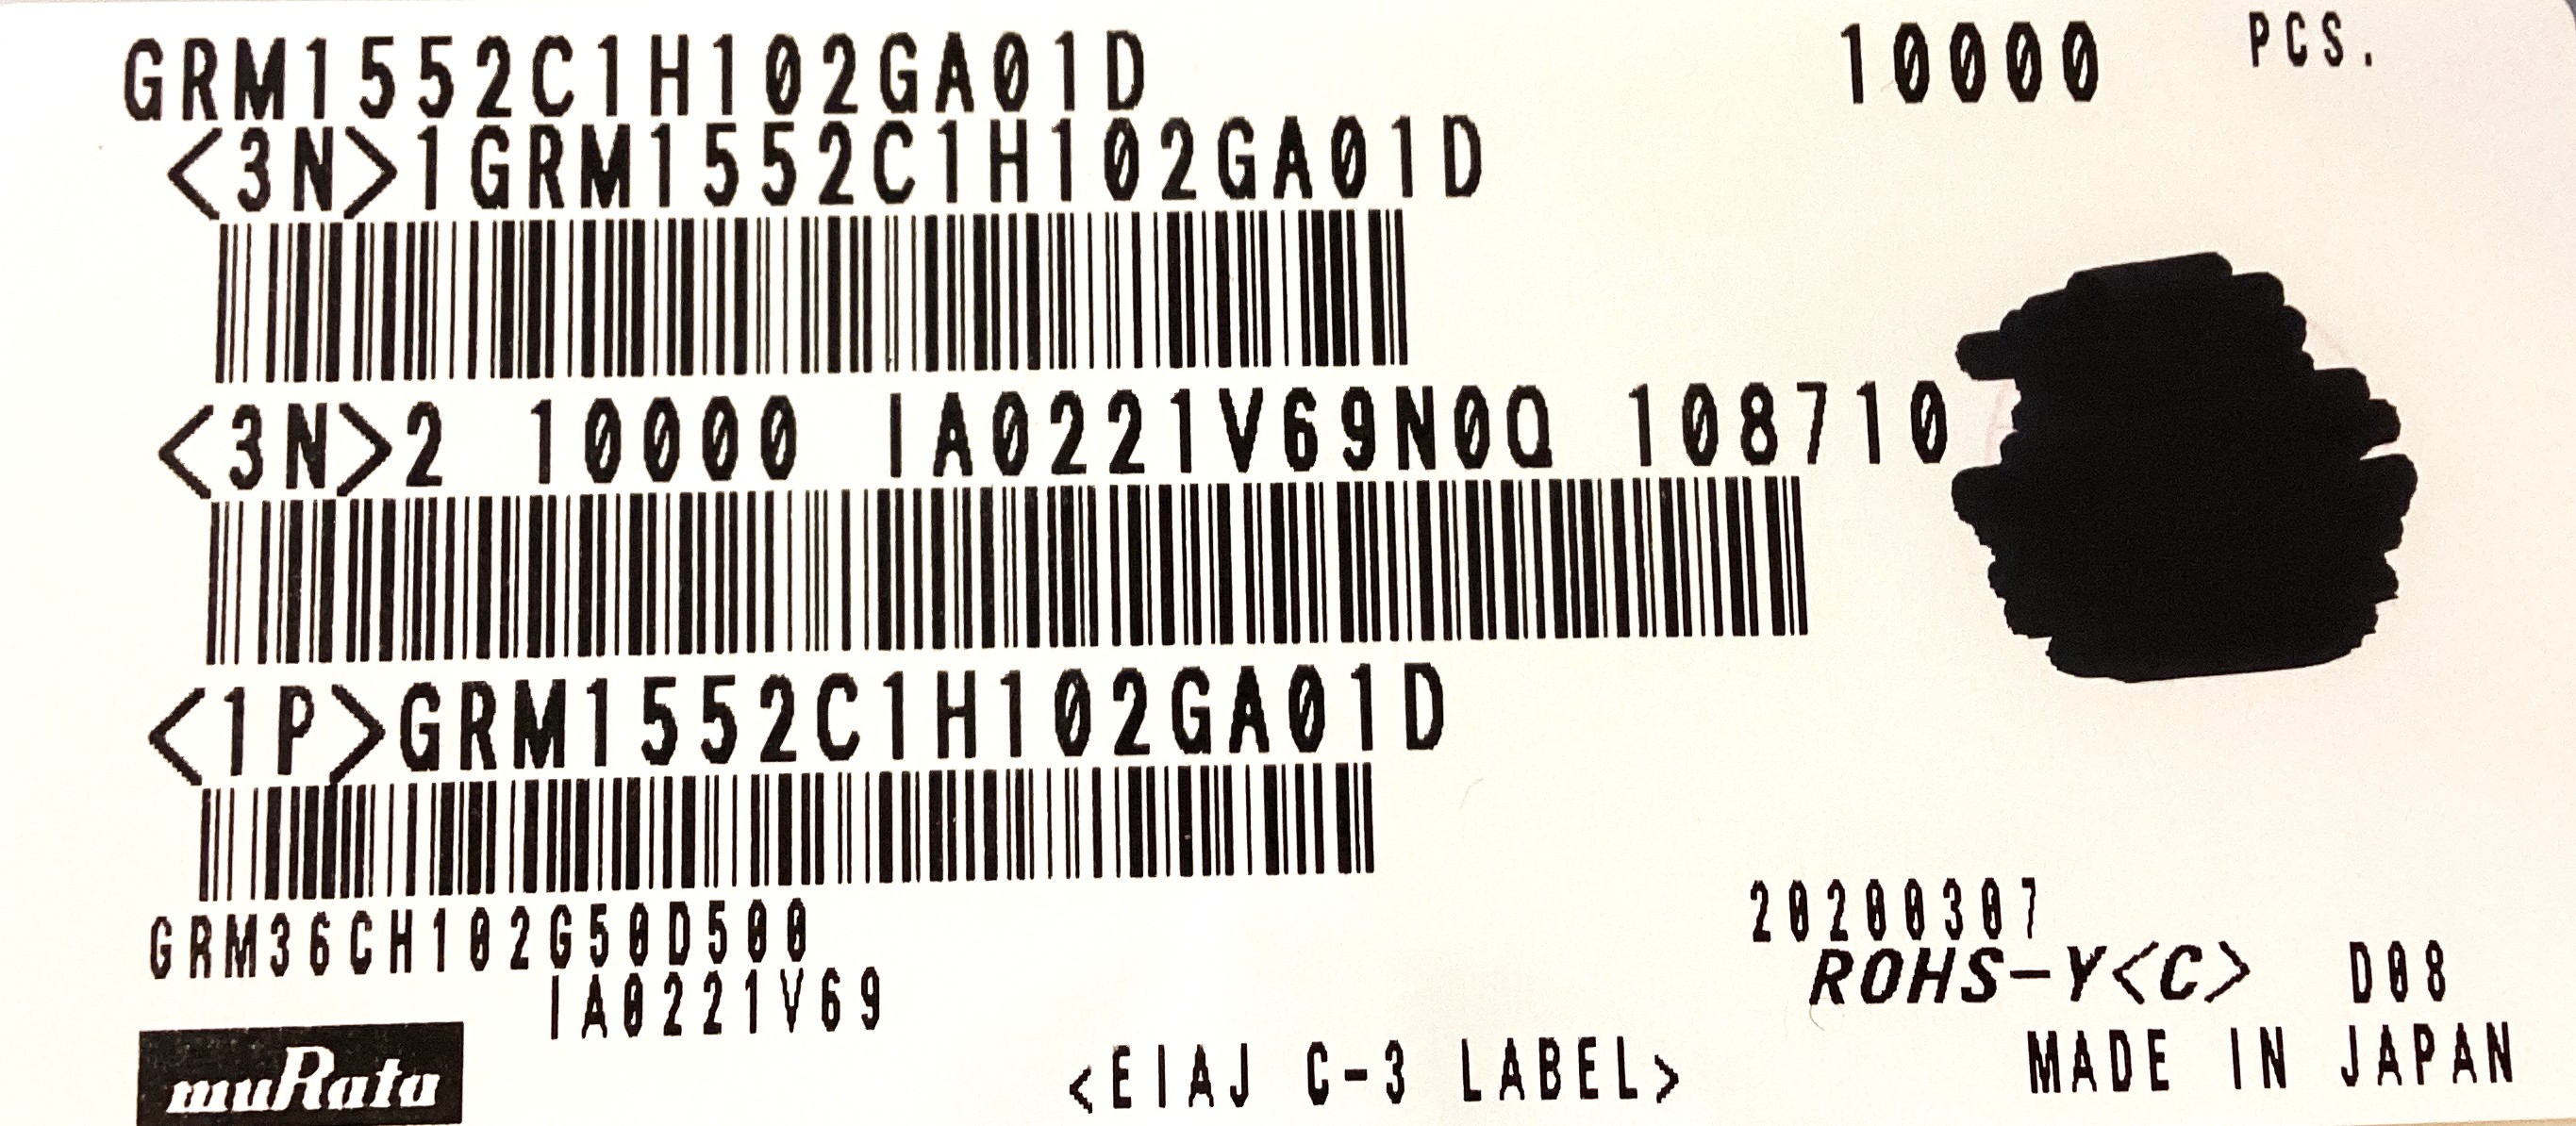 GRM1552C1H102GA01D 10000 PCS.
<3N>1GRM1552C1H102GA01D
<3N>2 10000 IA0221V69N0Q 108710
<1P>GRM1552C1H102GA01D
GRM36CH102G50D500 20200307
ROHS-Y<C> D08
IA0221V69
muRata <EIAJ C-3 LABEL> MADE IN JAPAN